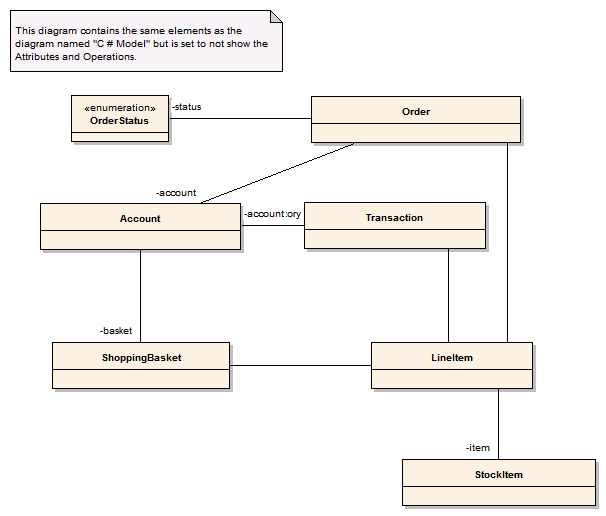 This diagram contains the same elements as the
diagram named "C # Model" but is set to not show the
Attributes and Operations.
«enumeration»
OrderStatus
-status
Order
-account
Account
-account:ory
Transaction
-basket
ShoppingBasket
LineItem
-item
StockItem